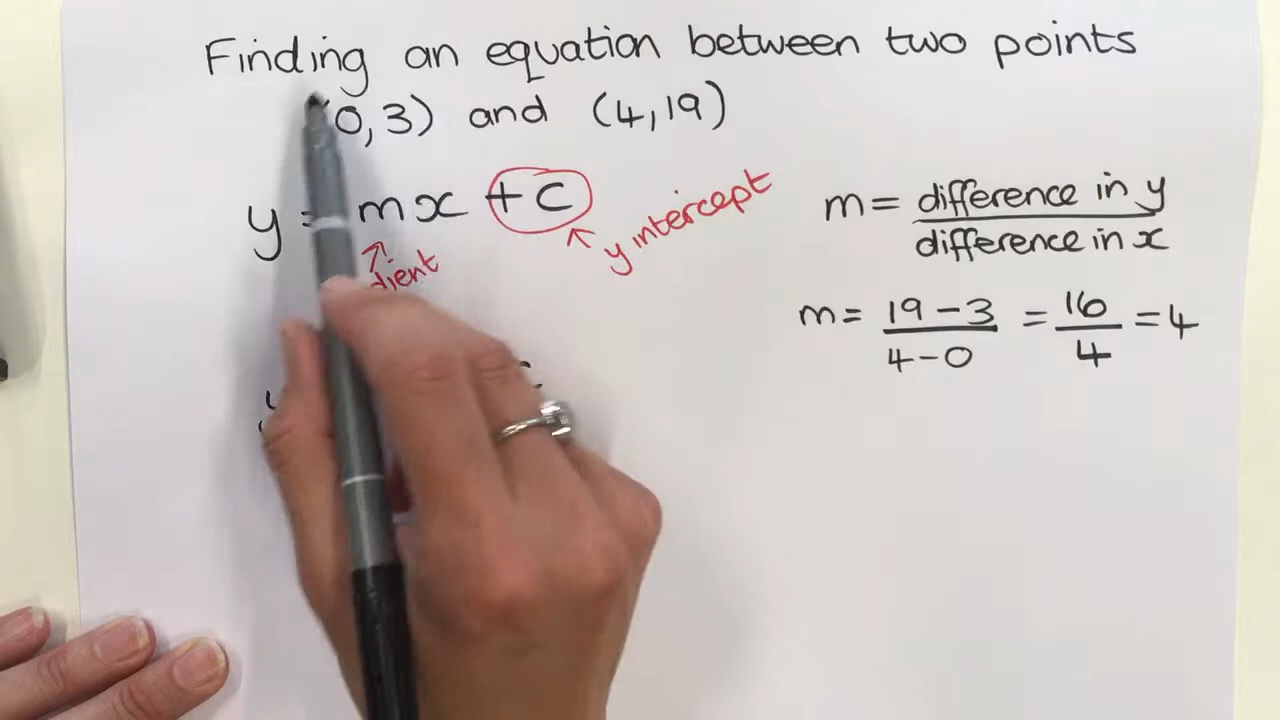 Finding an equation between two points
(0,3) and (4,19)
y = mx + c
y intercept
m = difference in y
difference in x
m = 19 - 3 = 16 = 4
4 - 0 4
y